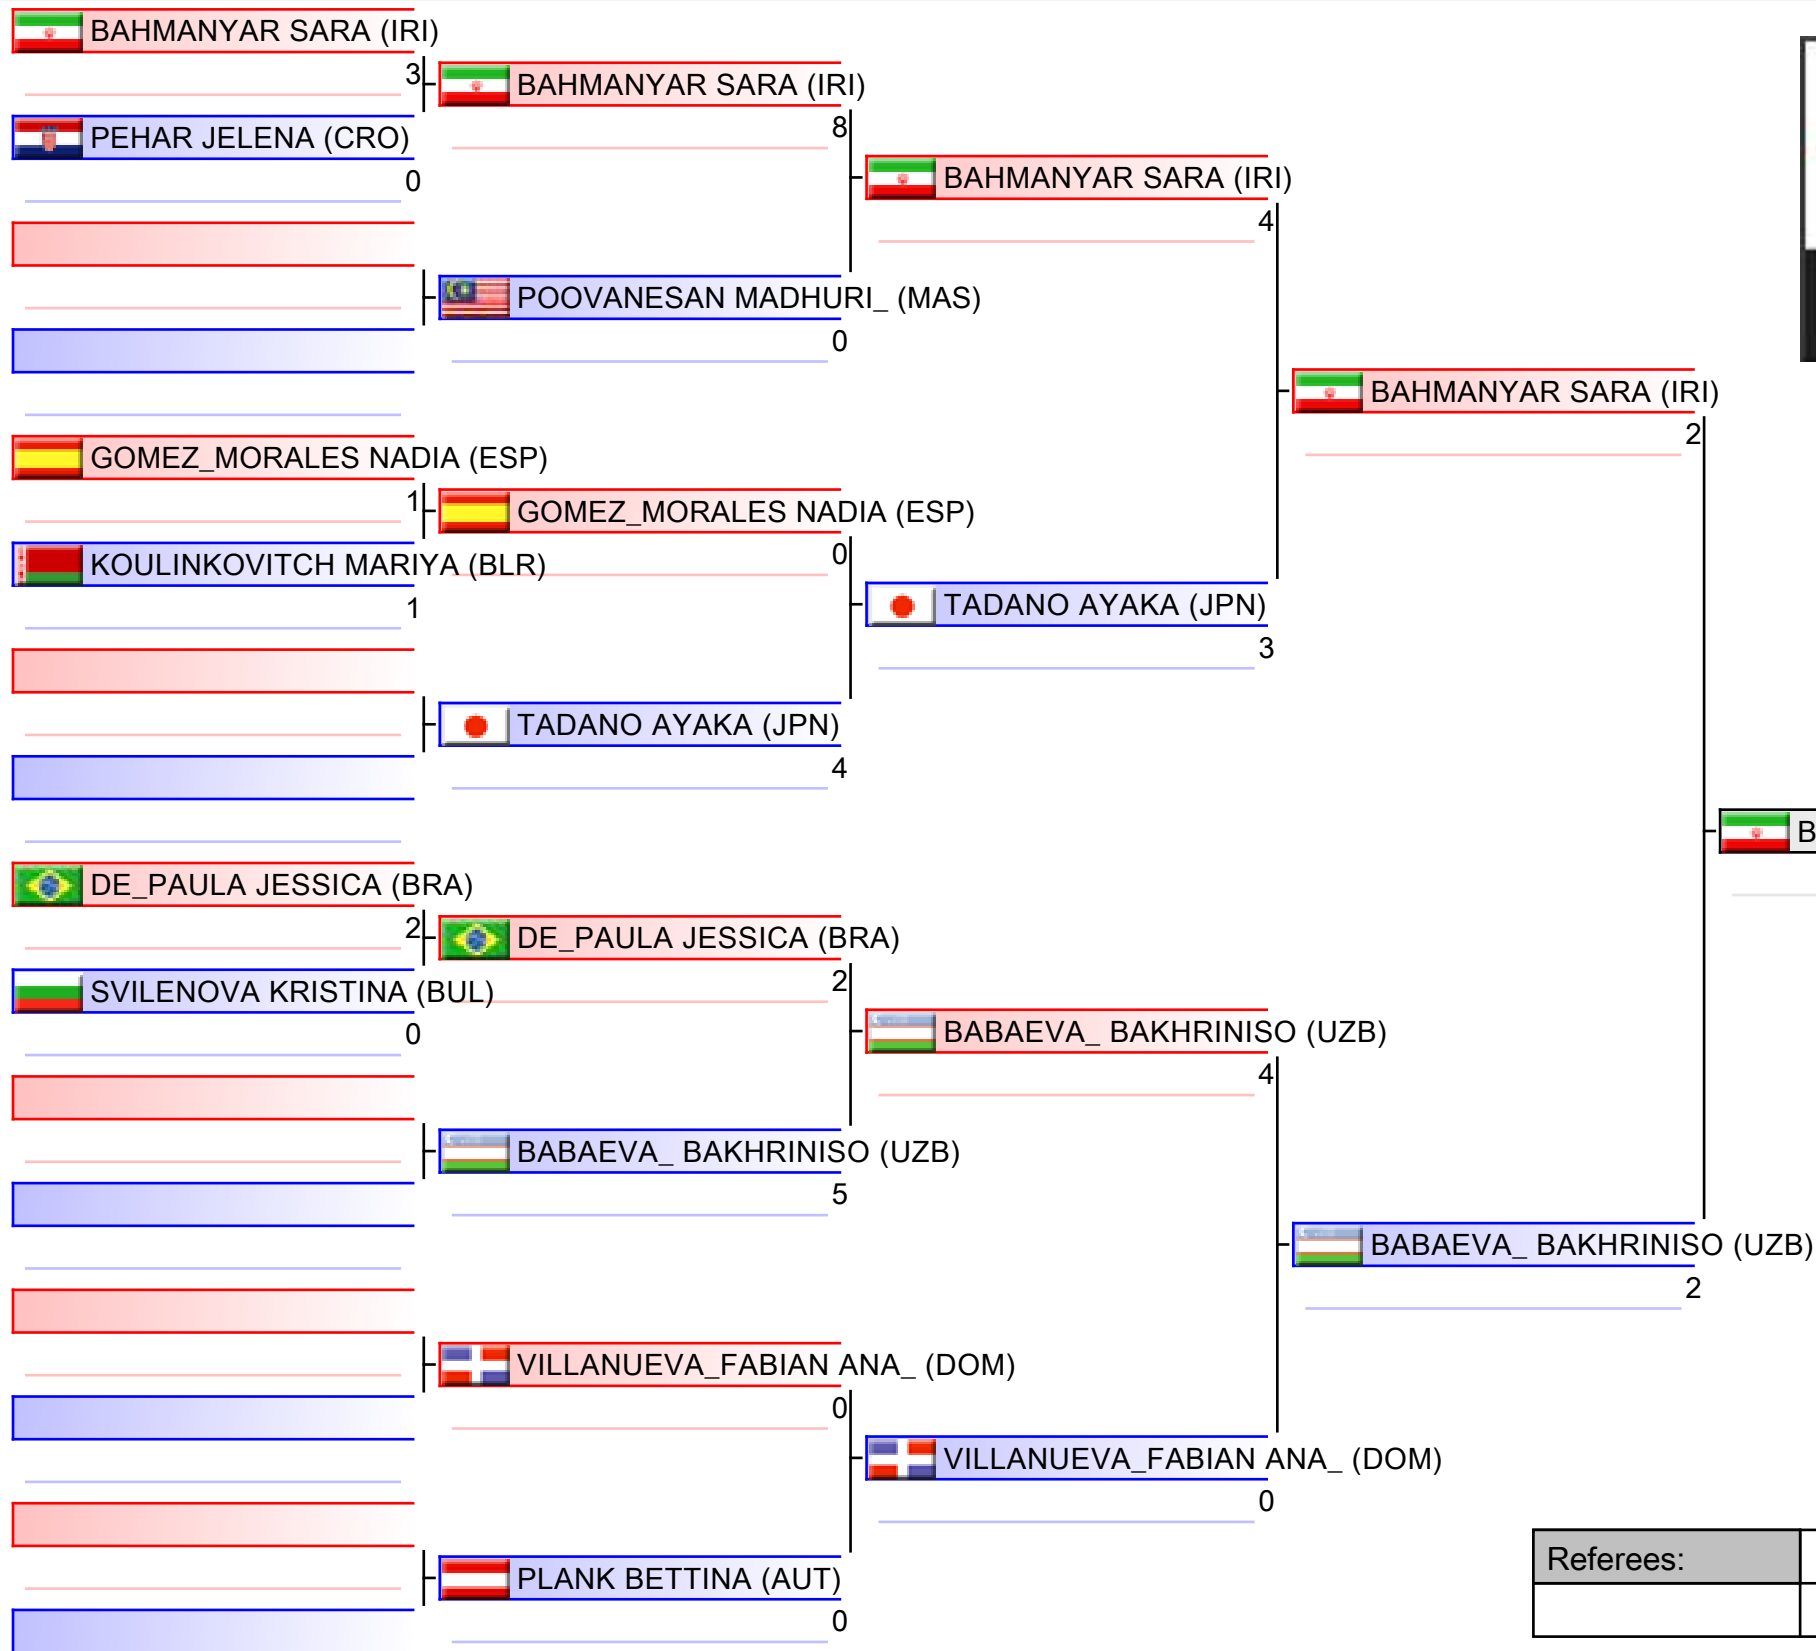 BAHMANYAR SARA (IRI)
3
BAHMANYAR SARA (IRI)
8
PEHAR JELENA (CRO)
0
BAHMANYAR SARA (IRI)
4
POOVANESAN MADHURI_ (MAS)
0
BAHMANYAR SARA (IRI)
2
GOMEZ_MORALES NADIA (ESP)
1
GOMEZ_MORALES NADIA (ESP)
0
KOULINKOVITCH MARIYA (BLR)
1
TADANO AYAKA (JPN)
3
TADANO AYAKA (JPN)
4
B
DE_PAULA JESSICA (BRA)
2
DE_PAULA JESSICA (BRA)
2
SVILENOVA KRISTINA (BUL)
0
BABAEVA_ BAKHRINISO (UZB)
4
BABAEVA_ BAKHRINISO (UZB)
5
BABAEVA_ BAKHRINISO (UZB)
2
VILLANUEVA_FABIAN ANA_ (DOM)
0
VILLANUEVA_FABIAN ANA_ (DOM)
0
PLANK BETTINA (AUT)
0
Referees: